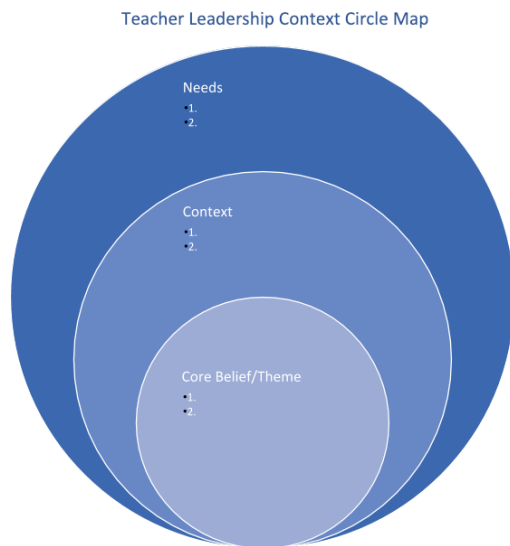 Teacher Leadership Context Circle Map
Needs
•1.
•2.
Context
•1.
•2.
Core Belief/Theme
•1.
•2.